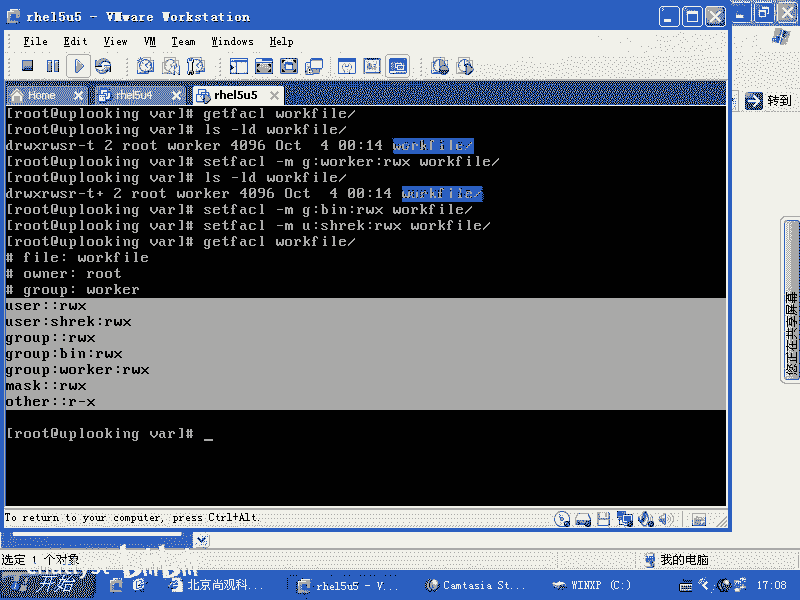 rhel5u5 - VMware Workstation
File Edit View VM Team Windows Help
Home rhel5u4 rhel5u5
转到
[root@uplooking var]# getfacl workfile/
[root@uplooking var]# ls -ld workfile/
drwxrwsr-t 2 root worker 4096 Oct  4 00:14 workfile/
[root@uplooking var]# setfacl -m g:worker:rwx workfile/
[root@uplooking var]# ls -ld workfile/
drwxrwsr-t+ 2 root worker 4096 Oct  4 00:14 workfile/
[root@uplooking var]# setfacl -m g:bin:rwx workfile/
[root@uplooking var]# setfacl -m u:shrek:rwx workfile/
[root@uplooking var]# getfacl workfile/
# file: workfile
# owner: root
# group: worker
user::rwx
user:shrek:rwx
group::rwx
group:bin:rwx
group:worker:rwx
mask::rwx
other::r-x
[root@uplooking var]# _
您正在共享屏幕
To return to your computer, press Ctrl+Alt.
选定 1 个对象
我的电脑
开始 北京尚观科... rhel5u5 - V... Camtasia St... WINXP (C:) 17:08